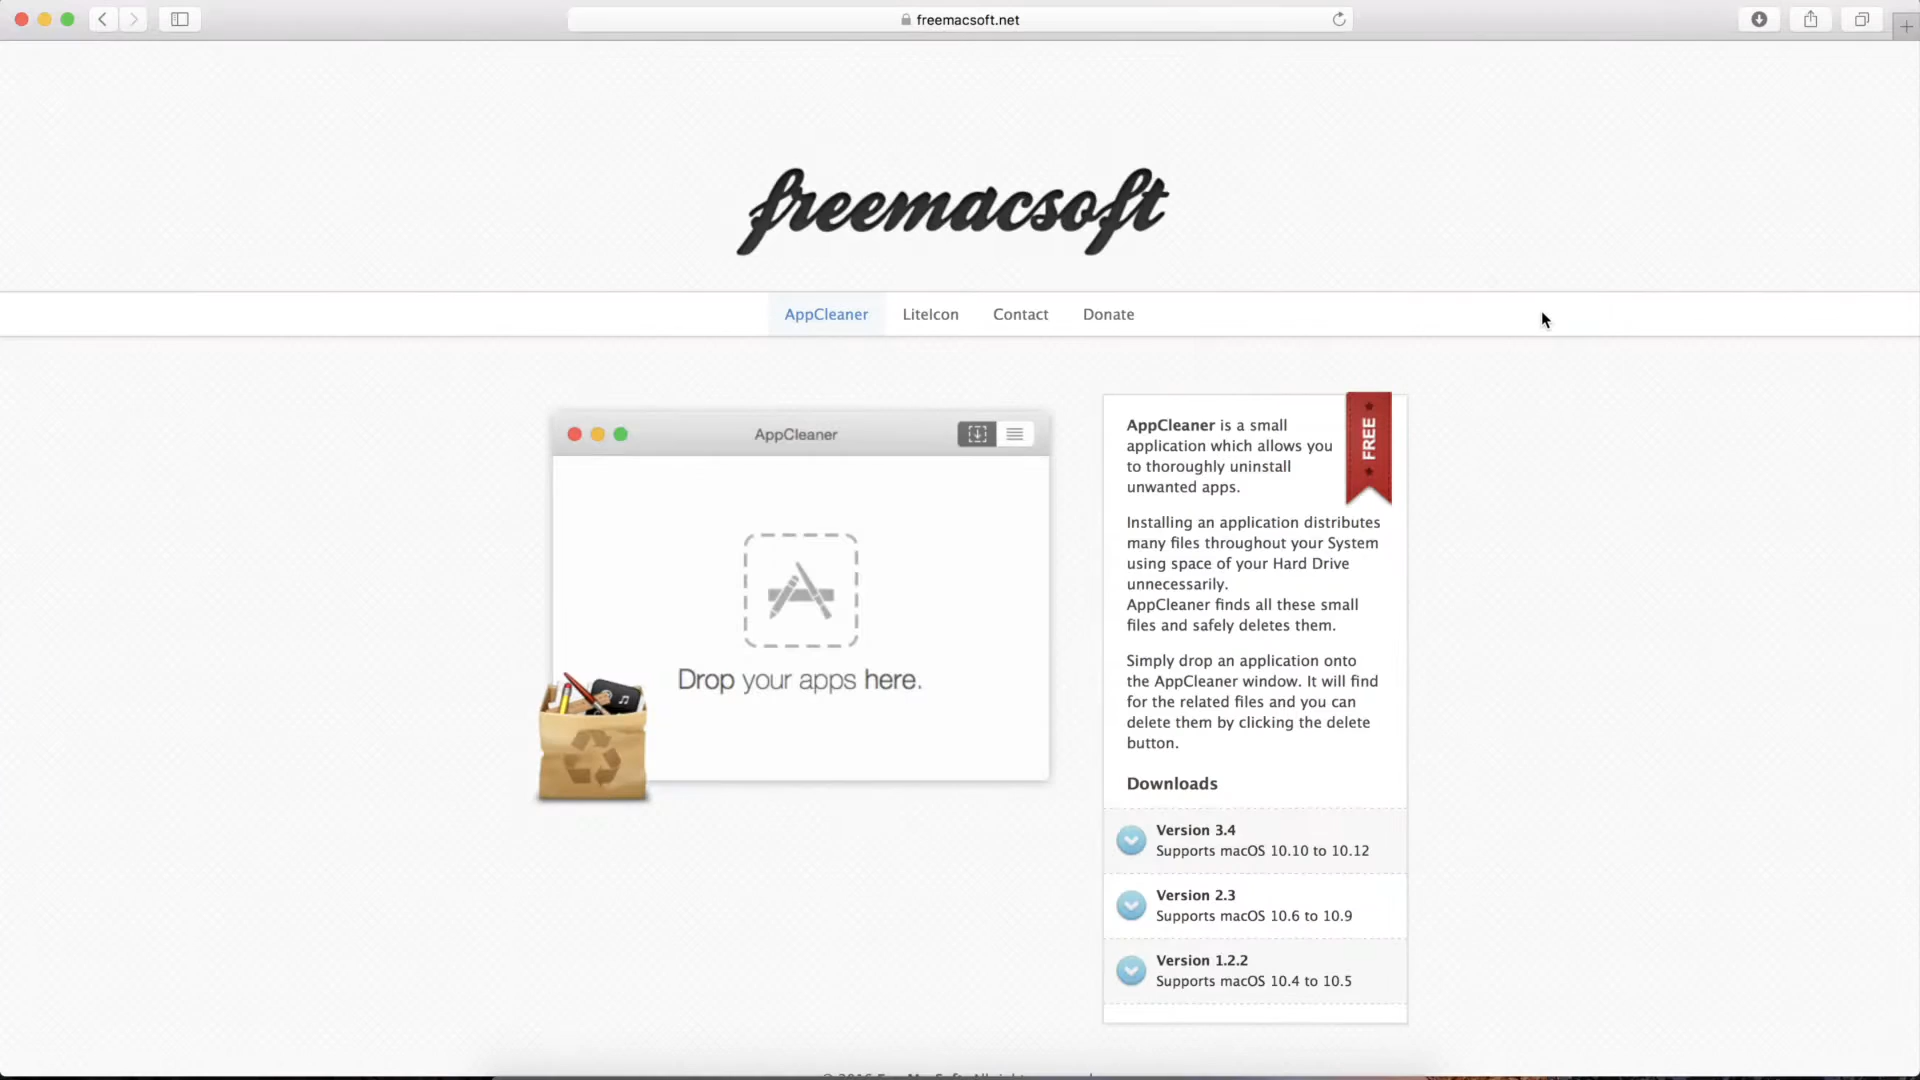 freemacsoft.net
freemacsoft
AppCleaner
LiteIcon
Contact
Donate
AppCleaner
Drop your apps here.
FREE
AppCleaner is a small
application which allows you
to thoroughly uninstall
unwanted apps.
Installing an application distributes
many files throughout your System
using space of your Hard Drive
unnecessarily.
AppCleaner finds all these small
files and safely deletes them.
Simply drop an application onto
the AppCleaner window. It will find
for the related files and you can
delete them by clicking the delete
button.
Downloads
Version 3.4
Supports macOS 10.10 to 10.12
Version 2.3
Supports macOS 10.6 to 10.9
Version 1.2.2
Supports macOS 10.4 to 10.5